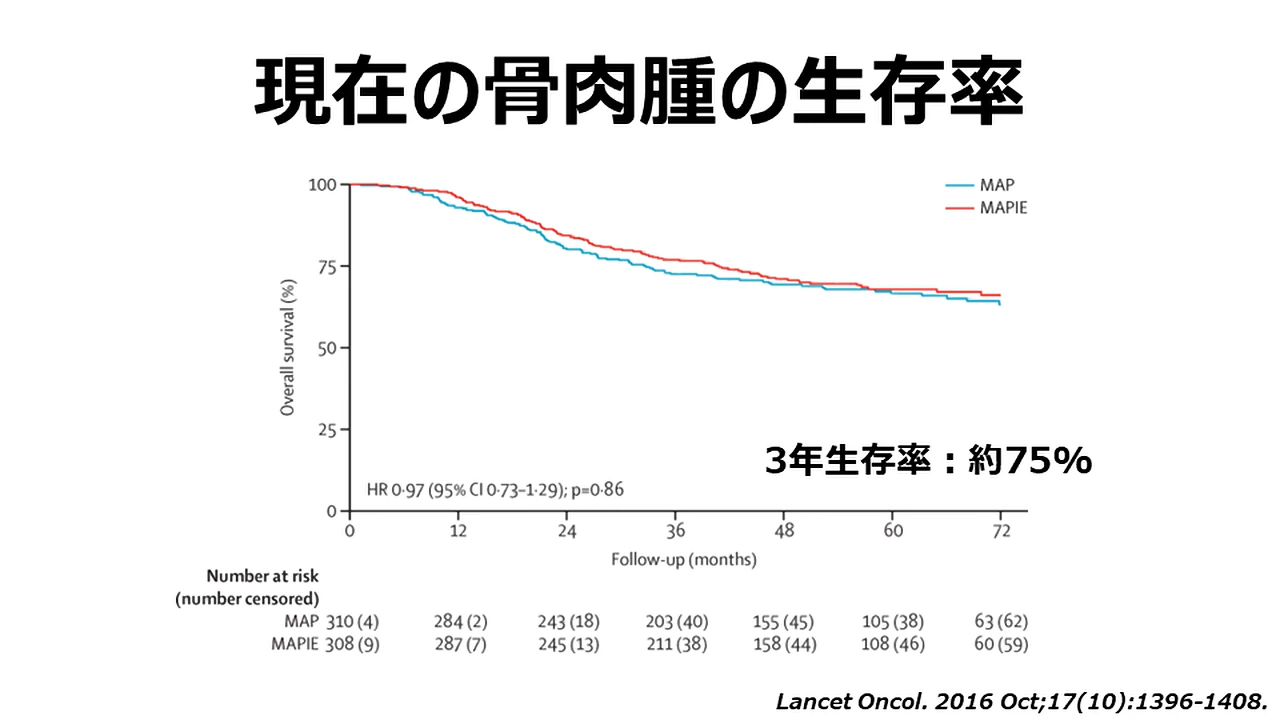 現在の骨肉腫の生存率
100
75
50
25
0
Overall survival (%)
MAP
MAPIE
3年生存率：約75%
HR 0·97 (95% CI 0·73–1·29); p=0·86
0 12 24 36 48 60 72
Follow-up (months)
Number at risk
(number censored)
MAP 310 (4) 284 (2) 243 (18) 203 (40) 155 (45) 105 (38) 63 (62)
MAPIE 308 (9) 287 (7) 245 (13) 211 (38) 158 (44) 108 (46) 60 (59)
Lancet Oncol. 2016 Oct;17(10):1396-1408.